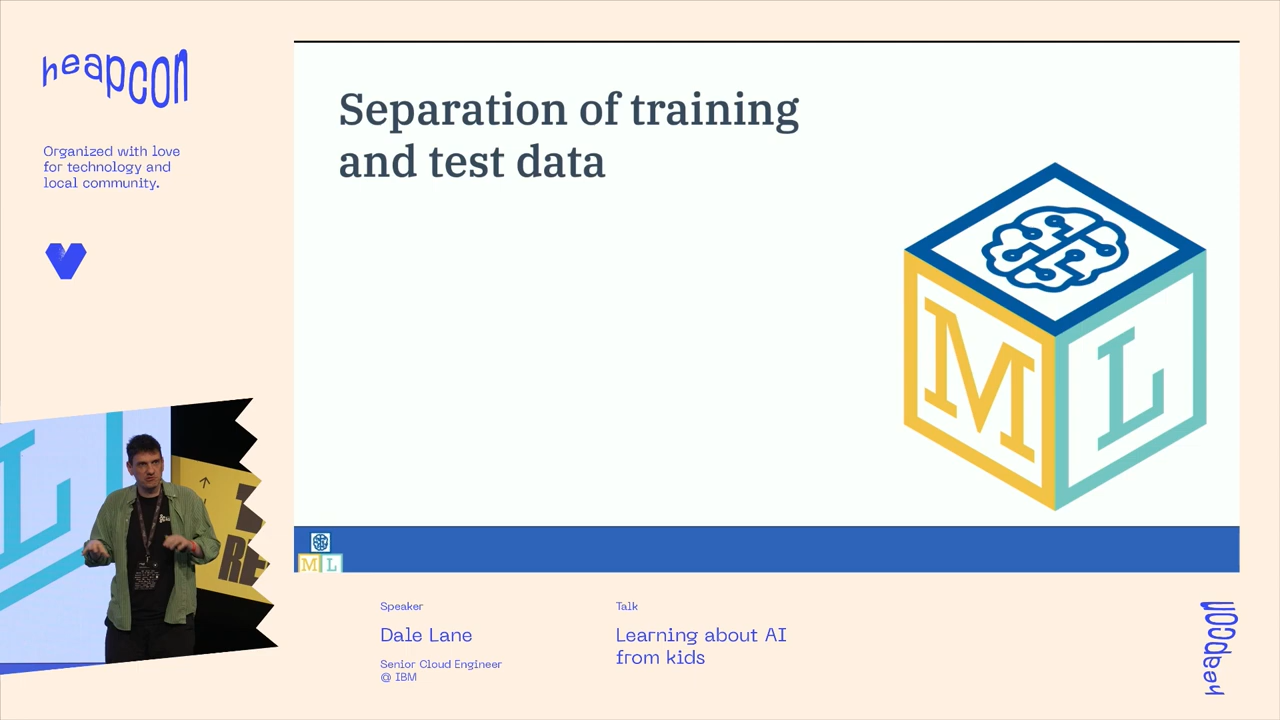 heapcon
Organized with love
for technology and
local community.
Separation of training
and test data
M L
L
RE
M L
Speaker
Dale Lane
Senior Cloud Engineer
@ IBM
Talk
Learning about AI
from kids
heapcon